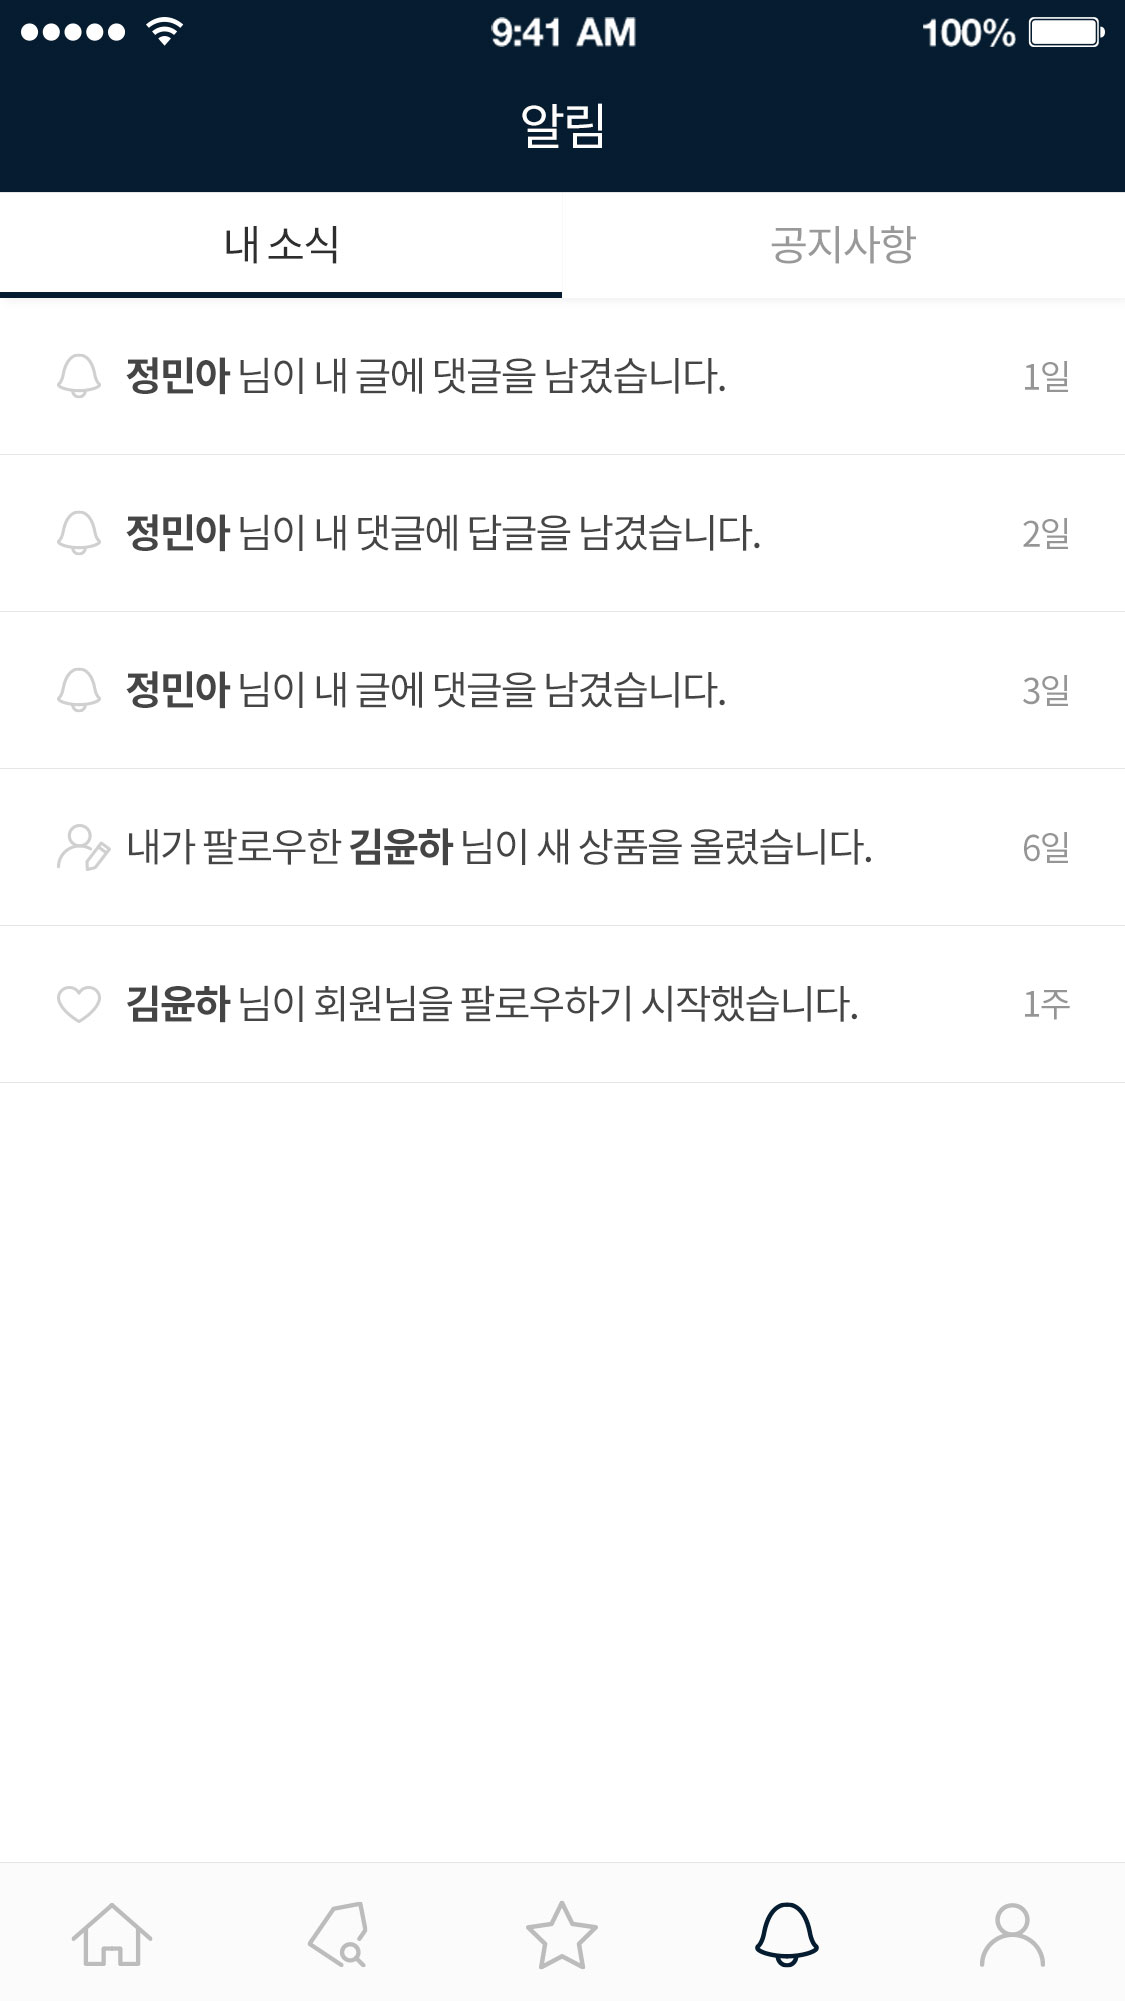 9:41 AM 100%
알림
내 소식 공지사항
정민아 님이 내 글에 댓글을 남겼습니다. 1일
정민아 님이 내 댓글에 답글을 남겼습니다. 2일
정민아 님이 내 글에 댓글을 남겼습니다. 3일
내가 팔로우한 김윤하 님이 새 상품을 올렸습니다. 6일
김윤하 님이 회원님을 팔로우하기 시작했습니다. 1주